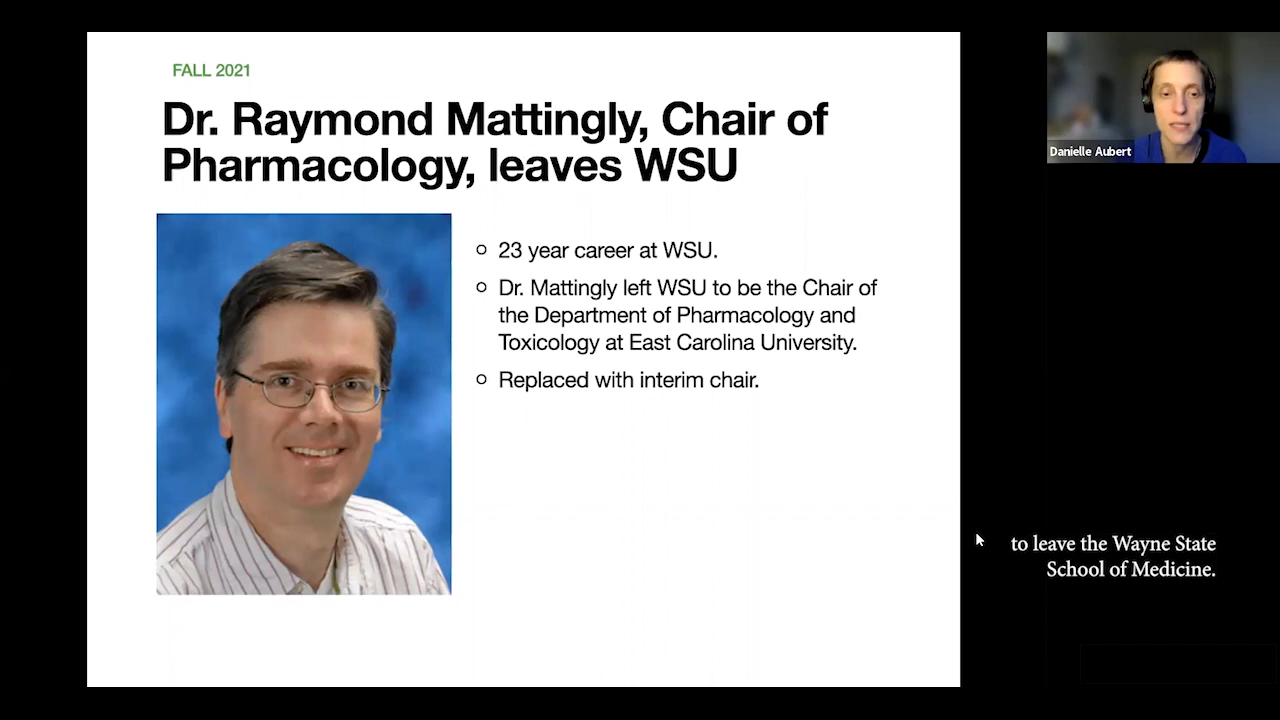 FALL 2021
Dr. Raymond Mattingly, Chair of
Pharmacology, leaves WSU
23 year career at WSU.
Dr. Mattingly left WSU to be the Chair of
the Department of Pharmacology and
Toxicology at East Carolina University.
Replaced with interim chair.
Danielle Aubert
to leave the Wayne State
School of Medicine.